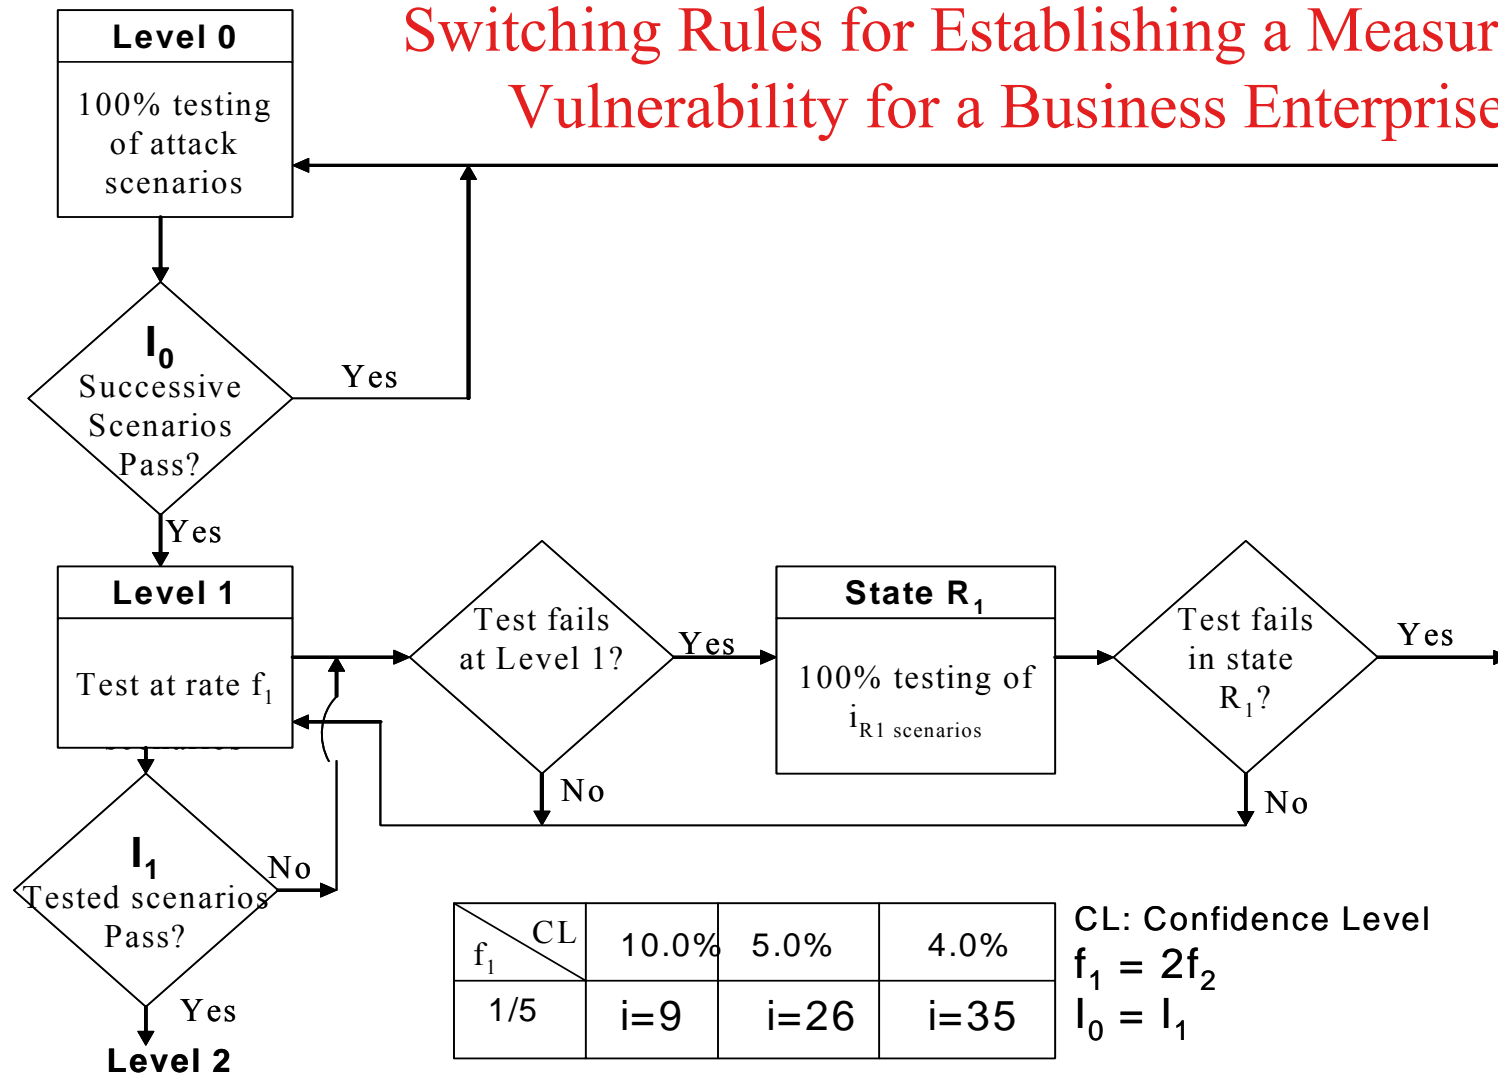 Switching Rules for Establishing a Measur
Vulnerability for a Business Enterprise
Level 0
100% testing
of attack
scenarios
I0
Successive
Scenarios
Pass?
Yes
Yes
Level 1
Test at rate f1
scenarios
Test fails
at Level 1?
Yes
No
State R1
100% testing of
iR1 scenarios
Test fails
in state
R1?
Yes
No
I1
Tested scenarios
Pass?
No
Yes
Level 2
f1 CL 10.0% 5.0% 4.0%
1/5 i=9 i=26 i=35
CL: Confidence Level
f1 = 2f2
I0 = I1